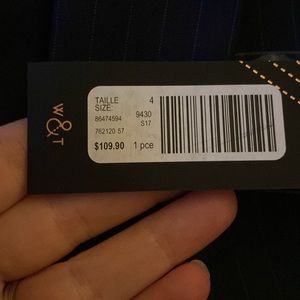 W&T
TAILLE 4
SIZE:
86474594 9430
S17
762120 57
$109.90 1 pce